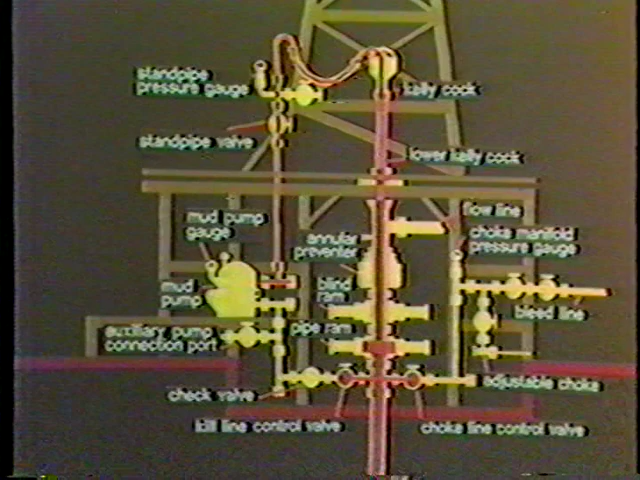 standpipe
pressure gauge
kelly cock
standpipe valve
lower kelly cock
mud pump
gauge
flow line
choke manifold
pressure gauge
annular
preventer
mud
pump
blind
ram
bleed line
auxiliary pump
connection port
pipe ram
check valve
adjustable choke
kill line control valve
choke line control valve